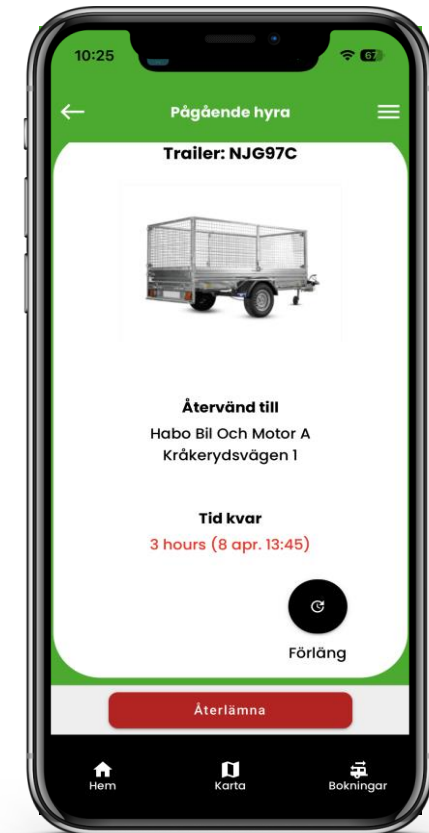 10:25
67
Pågående hyra
Trailer: NJG97C
Återvänd till
Habo Bil Och Motor A
Kråkerydsvägen 1
Tid kvar
3 hours (8 apr. 13:45)
Förläng
Återlämna
Hem
Karta
Bokningar